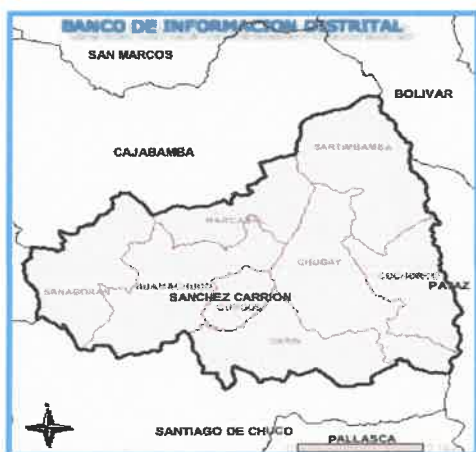 BANCO DE INFORMACION DISTRITAL
SAN MARCOS
BOLIVAR
CAJABAMBA
SARTIMBAMBA
MARCABAL
CHUGAY
COCHORCO
PATAZ
SANAGORAN
HUAMACHUCO
SANCHEZ CARRION
CURGOS
SARIN
SANTIAGO DE CHUCO
PALLASCA